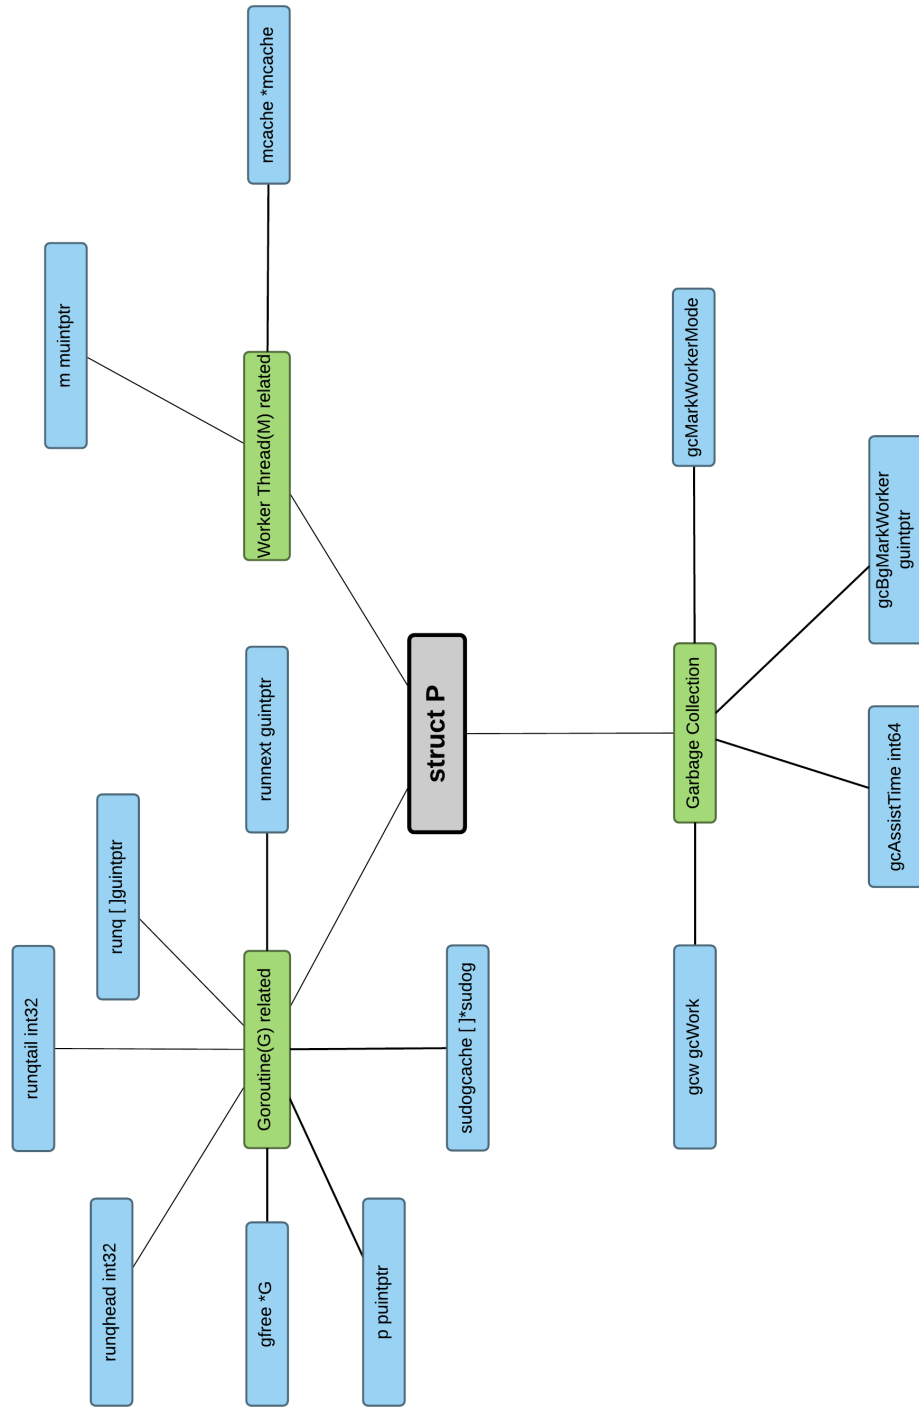 runqtail int32
m muintptr
runqhead int32
runq [ ]guintptr
gfree *G
Goroutine(G) related
runnext guintptr
Worker Thread(M) related
mcache *mcache
p puintptr
sudogcache [ ]*sudog
struct P
gcw gcWork
Garbage Collection
gcMarkWorkerMode
gcAssistTime int64
gcBgMarkWorker
guintptr